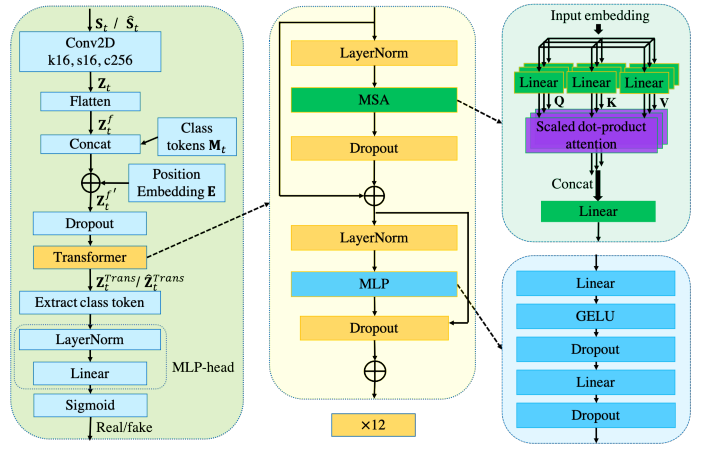 S_t / Ŝ_t
Conv2D
k16, s16, c256
Z_t
Flatten
Z_t^f
Concat
Class
tokens M_t
Position
Embedding E
Z_t^{f'}
Dropout
Transformer
Z_t^{Trans} / Ẑ_t^{Trans}
Extract class token
LayerNorm
Linear
MLP-head
Sigmoid
Real/fake
LayerNorm
MSA
Dropout
LayerNorm
MLP
Dropout
×12
Input embedding
Linear Linear Linear
Q K V
Scaled dot-product
attention
Concat
Linear
Linear
GELU
Dropout
Linear
Dropout